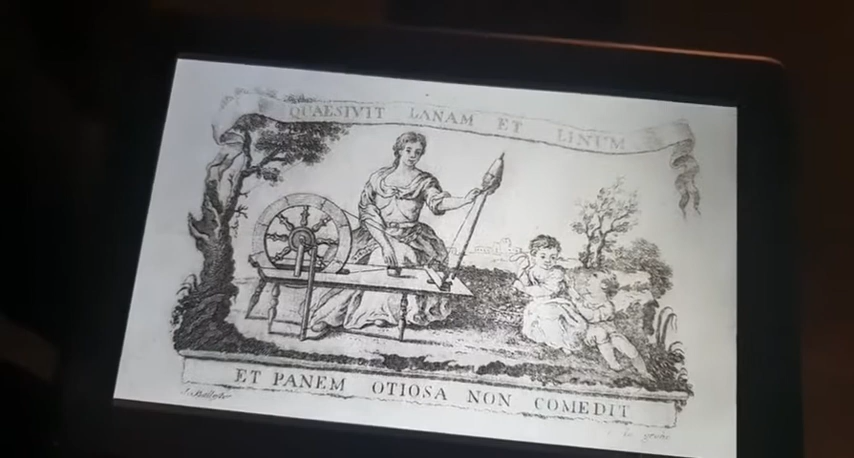 QUAESIVIT LANAM ET LINUM
ET PANEM OTIOSA NON COMEDIT